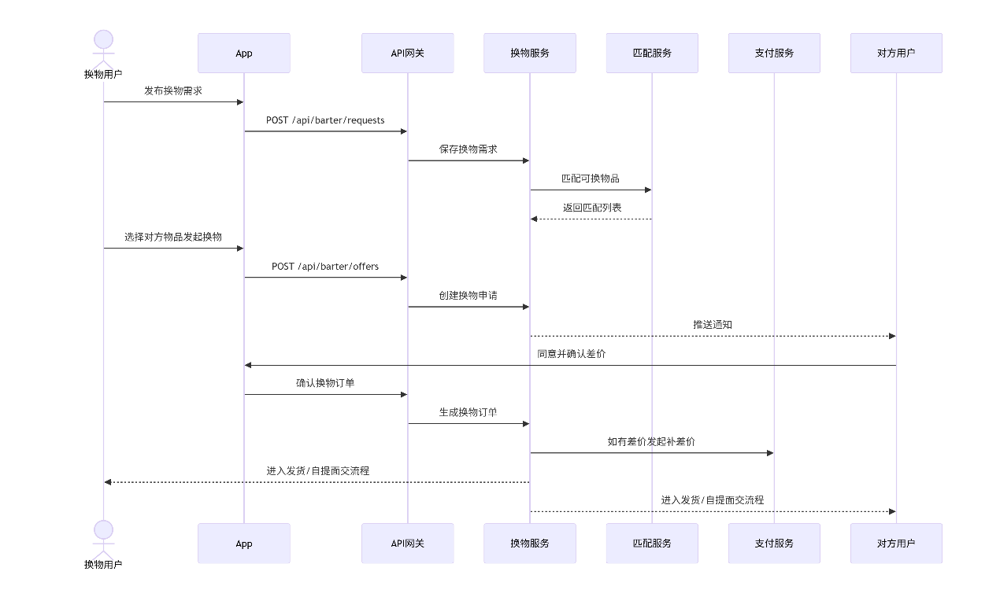 换物用户
App
API网关
换物服务
匹配服务
支付服务
对方用户
发布换物需求
POST /api/barter/requests
保存换物需求
匹配可换物品
返回匹配列表
选择对方物品发起换物
POST /api/barter/offers
创建换物申请
推送通知
同意并确认差价
确认换物订单
生成换物订单
如有差价发起补差价
进入发货/自提面交流程
进入发货/自提面交流程
换物用户
App
API网关
换物服务
匹配服务
支付服务
对方用户